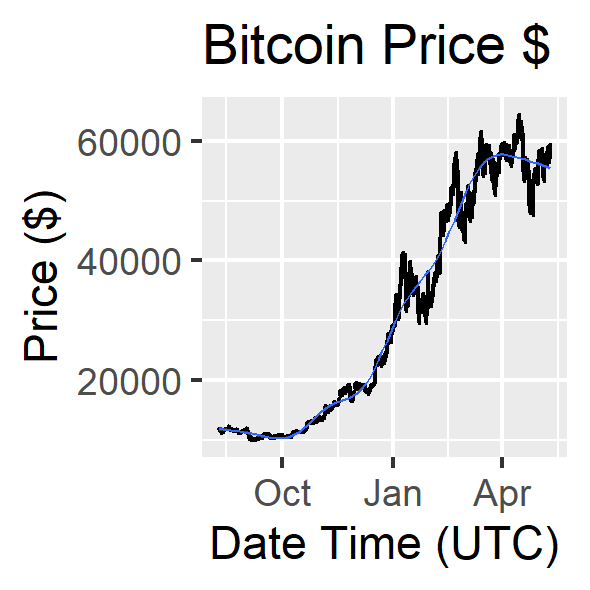 Bitcoin Price $
Price ($)
60000
40000
20000
Oct Jan Apr
Date Time (UTC)